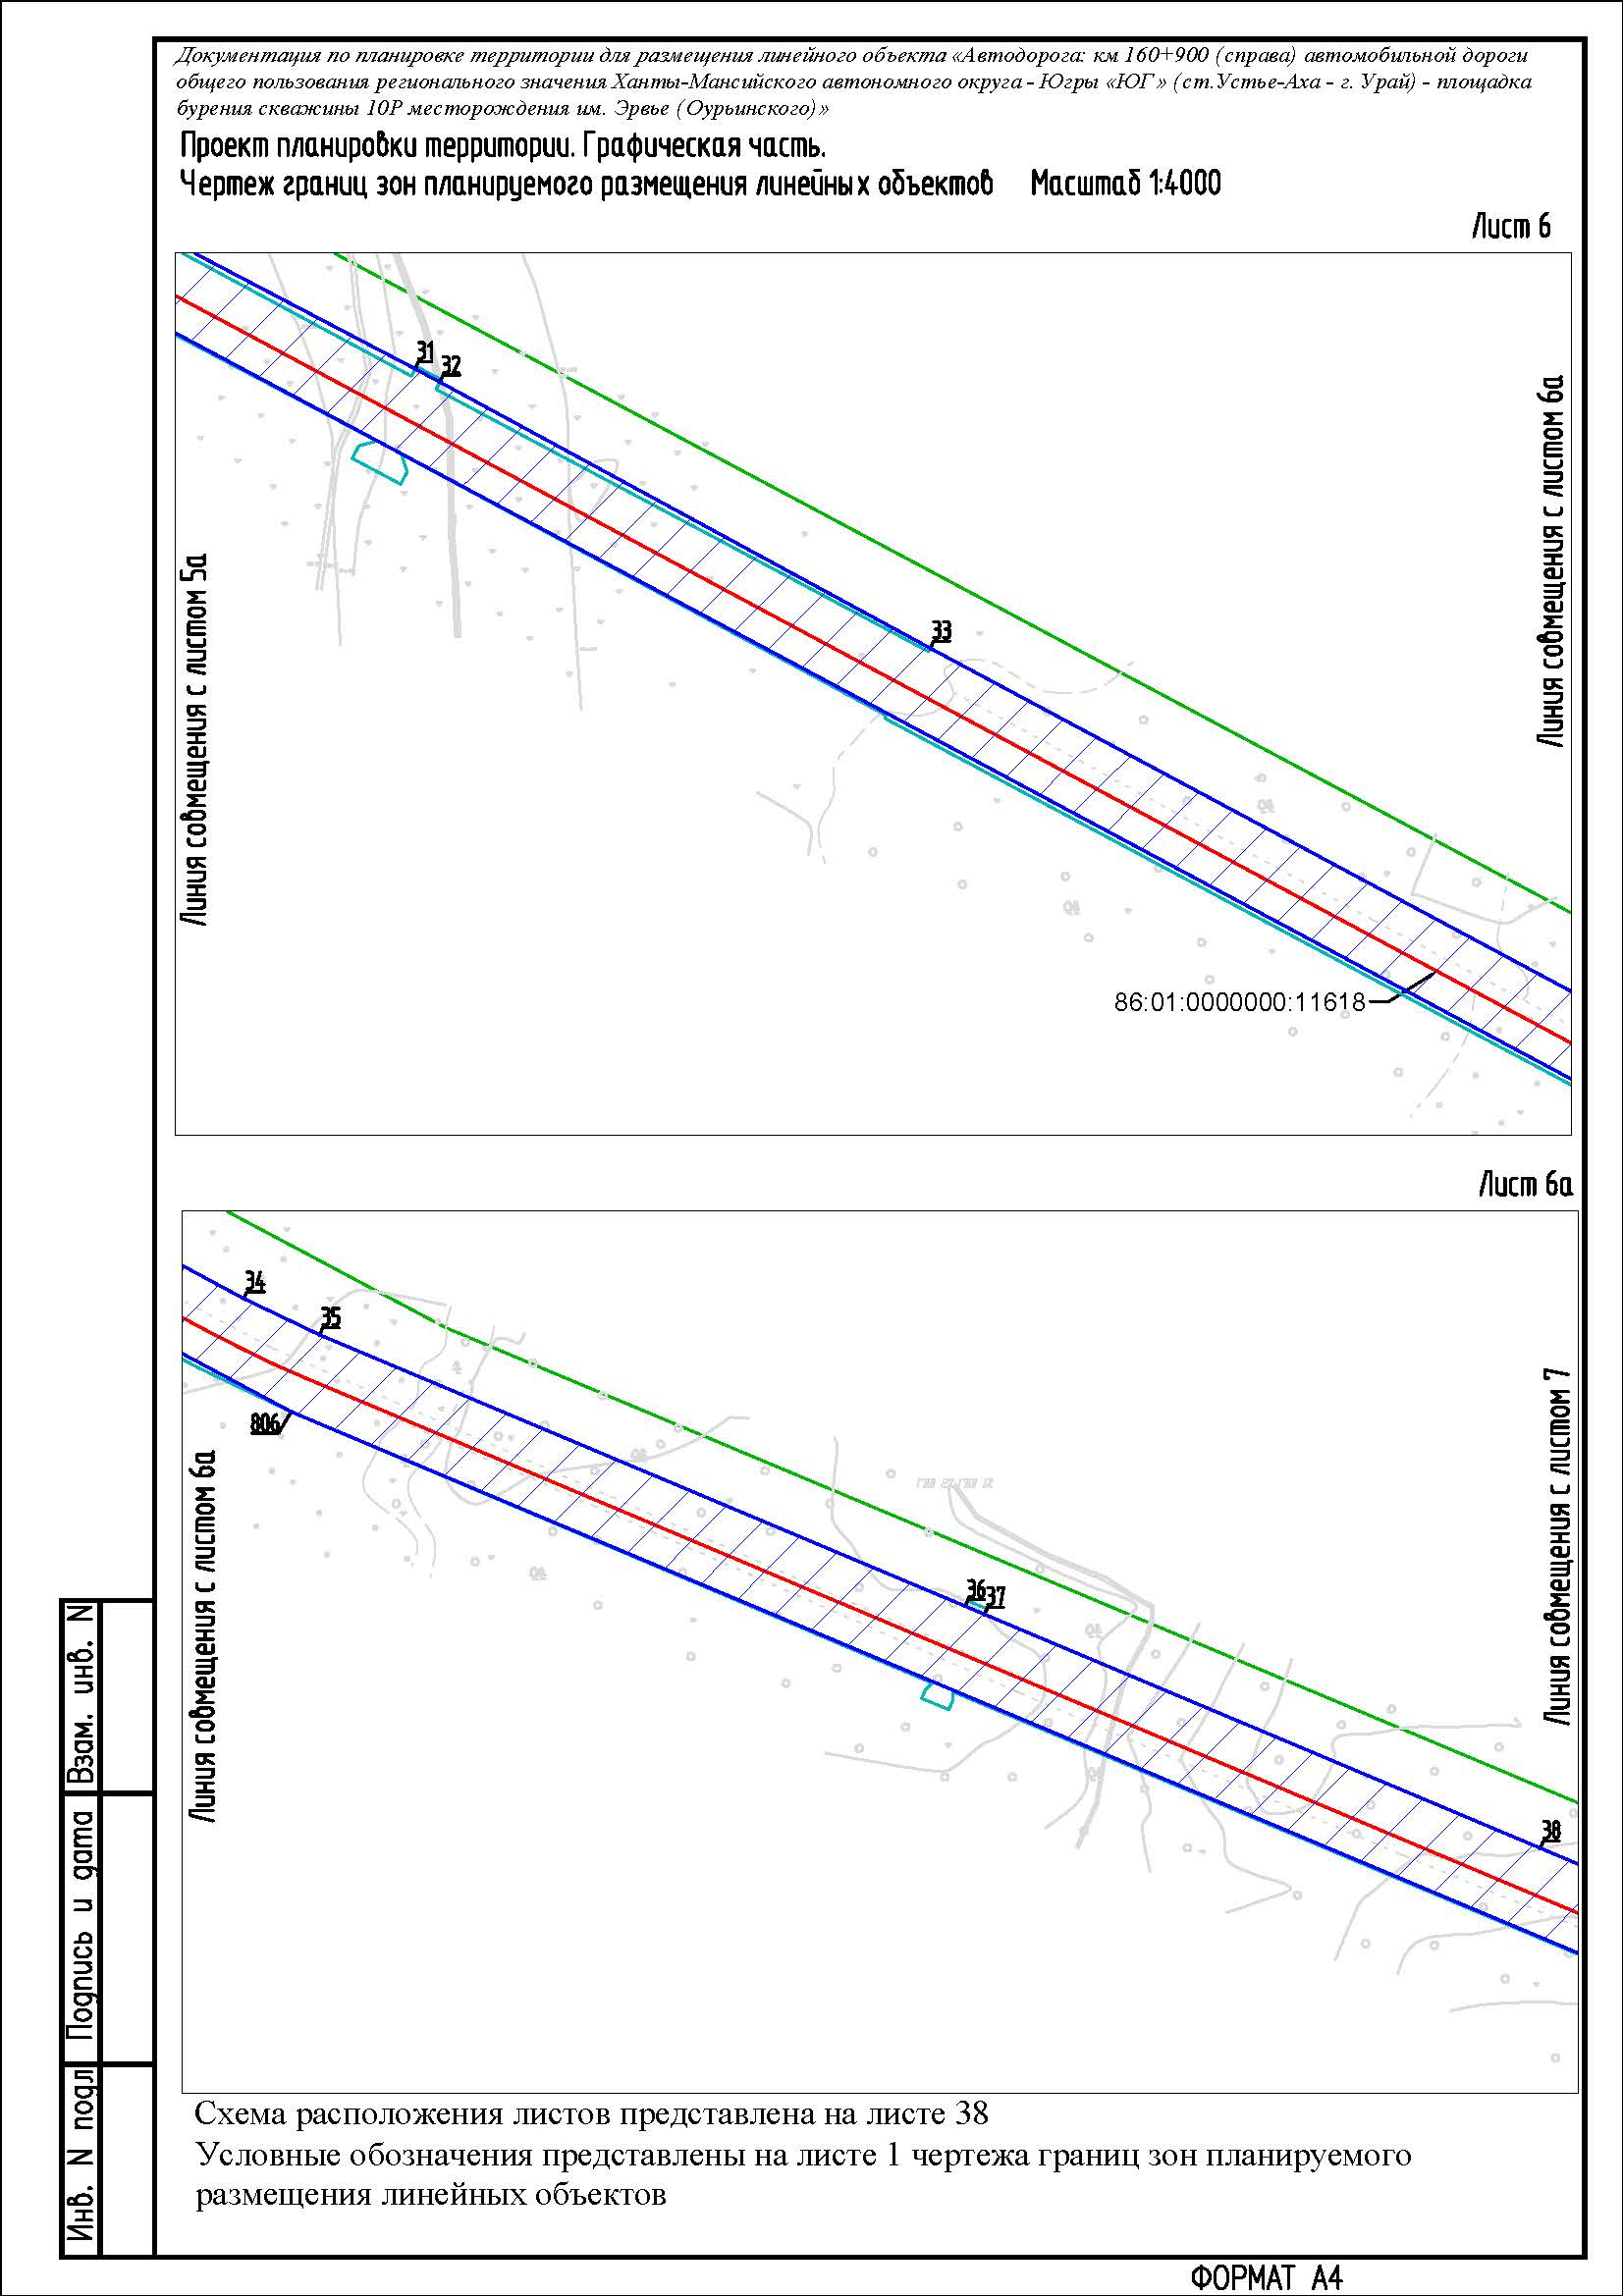 Документация по планировке территории для размещения линейного объекта «Автодорога: км 160+900 (справа) автомобильной дороги
общего пользования регионального значения Ханты-Мансийского автономного округа - Югры «ЮГ» (ст.Устье-Аха - г. Урай) - площадка
бурения скважины 10Р месторождения им. Эрвье (Оурьинского)»
Проект планировки территории. Графическая часть.
Чертеж границ зон планируемого размещения линейных объектов Масштаб 1:4000
Лист 6
31
32
33
Линия совмещения с листом 5а
Линия совмещения с листом 6а
86:01:0000000:11618
Лист 6а
34
35
806
36
37
38
Линия совмещения с листом 6а
Линия совмещения с листом 7
Схема расположения листов представлена на листе 38
Условные обозначения представлены на листе 1 чертежа границ зон планируемого
размещения линейных объектов
Взам. инв. N
Подпись и дата
Инв. N подл
ФОРМАТ А4